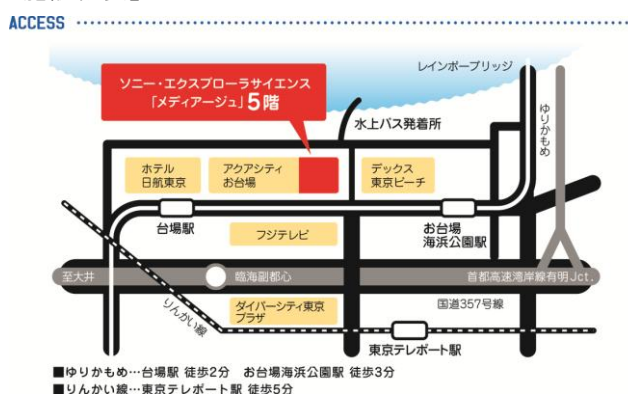 ACCESS
レインボーブリッジ
ソニー・エクスプローラサイエンス
「メディアージュ」5階
水上バス発着所
ゆりかもめ
ホテル
日航東京
アクアシティ
お台場
デックス
東京ビーチ
台場駅
フジテレビ
お台場
海浜公園駅
至大井
臨海副都心
首都高速湾岸線有明Jct.
りんかい線
ダイバーシティ東京
プラザ
国道357号線
東京テレポート駅
■ゆりかもめ…台場駅 徒歩2分 お台場海浜公園駅 徒歩3分
■りんかい線…東京テレポート駅 徒歩5分